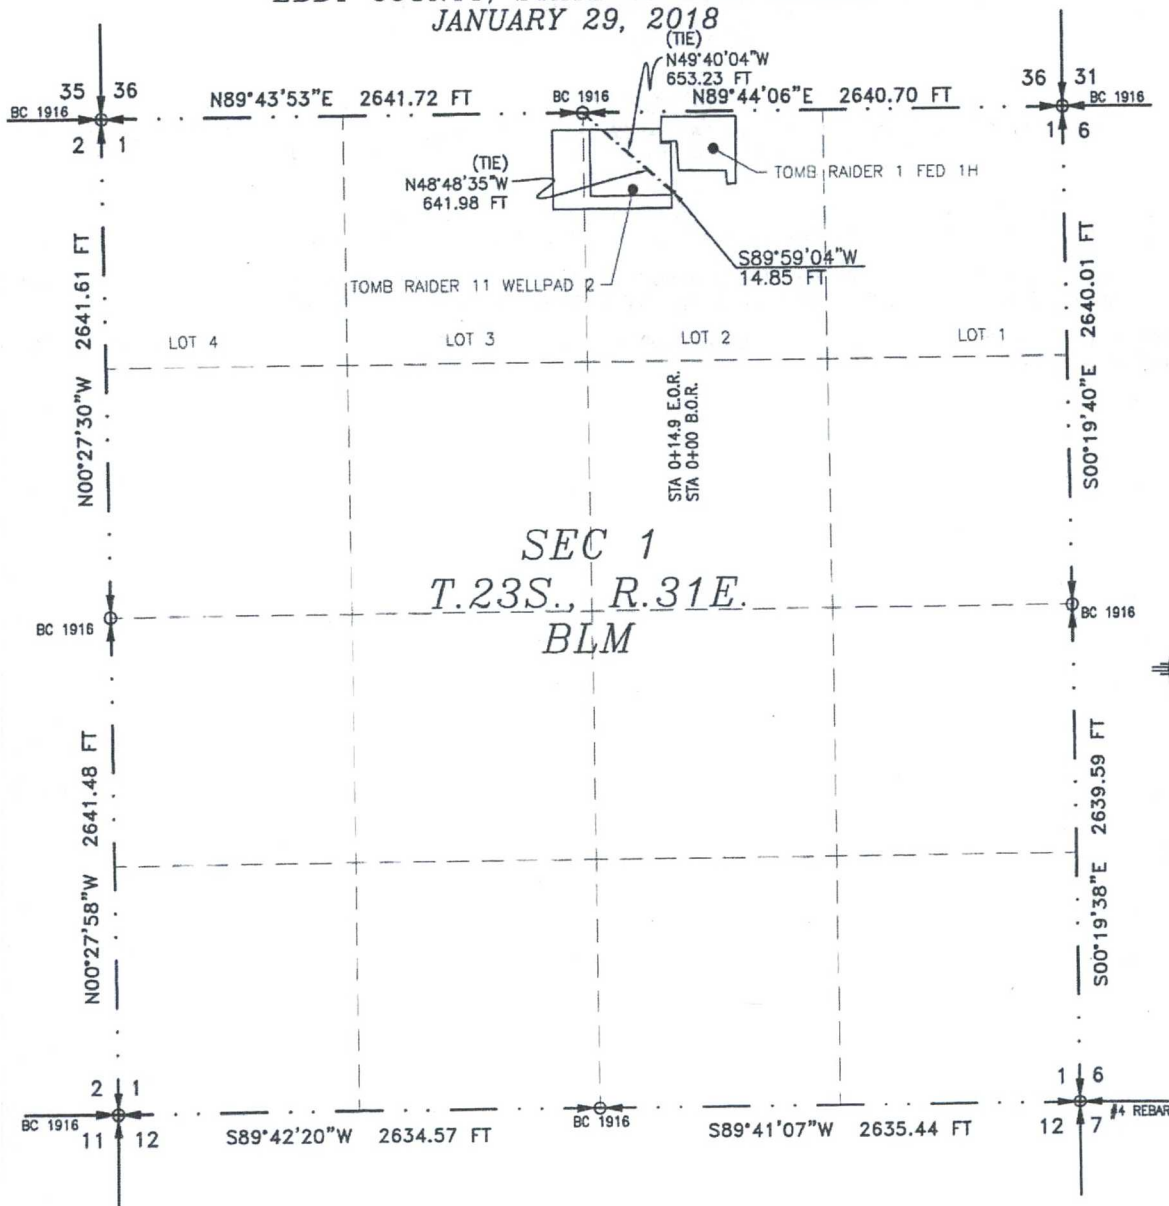 JANUARY 29, 2018
(TIE)
N49°40'04"W
653.23 FT
35 36
N89°43'53"E 2641.72 FT
BC 1916
N89°44'06"E 2640.70 FT
36 31
BC 1916
BC 1916
2 1
1 6
(TIE)
N48°48'35"W
641.98 FT
TOMB RAIDER 1 FED 1H
S89°59'04"W
14.85 FT
TOMB RAIDER 11 WELLPAD 2
N00°27'30"W 2641.61 FT
S00°19'40"E 2640.01 FT
LOT 4
LOT 3
LOT 2
LOT 1
STA 0+14.9 E.O.R.
STA 0+00 B.O.R.
SEC 1
T.23S., R.31E.
BLM
BC 1916
BC 1916
N00°27'58"W 2641.48 FT
S00°19'38"E 2639.59 FT
2 1
1 6
BC 1916
11 12
S89°42'20"W 2634.57 FT
BC 1916
S89°41'07"W 2635.44 FT
12 7
#4 REBAR